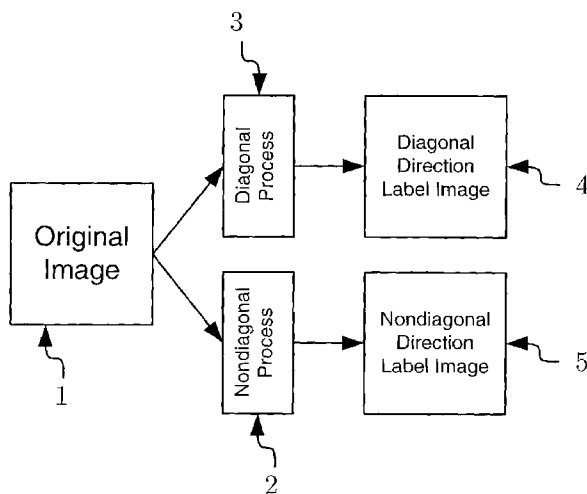 3
Diagonal
Process
Diagonal
Direction
Label Image
4
Original
Image
1
Nondiagonal
Process
Nondiagonal
Direction
Label Image
5
2